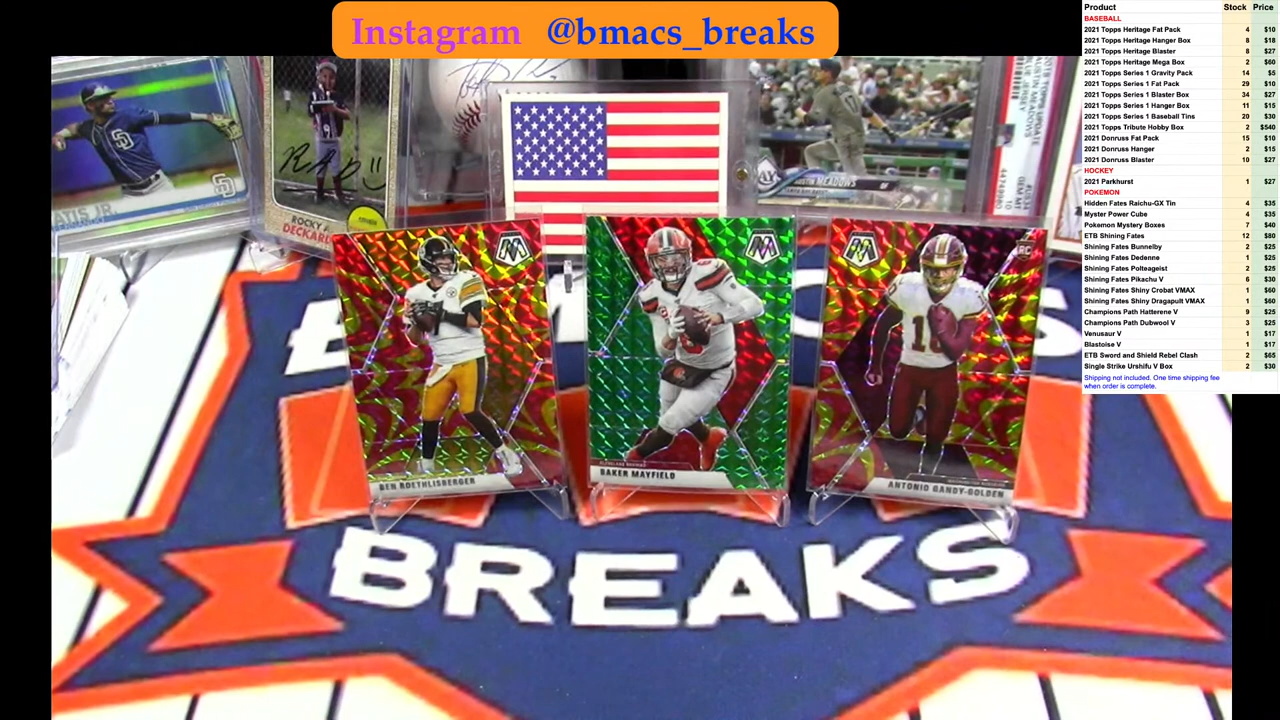 Instagram @bmacs_breaks
Product Stock Price
BASEBALL
2021 Topps Heritage Fat Pack 4 $10
2021 Topps Heritage Hanger Box 8 $18
2021 Topps Heritage Blaster 8 $27
2021 Topps Heritage Mega Box 2 $60
2021 Topps Series 1 Gravity Pack 14 $5
2021 Topps Series 1 Fat Pack 29 $10
2021 Topps Series 1 Blaster Box 34 $27
2021 Topps Series 1 Hanger Box 11 $15
2021 Topps Series 1 Baseball Tins 20 $30
2021 Topps Tribute Hobby Box 2 $540
2021 Donruss Fat Pack 15 $10
2021 Donruss Hanger 2 $15
2021 Donruss Blaster 10 $27
HOCKEY
2021 Parkhurst 1 $27
POKEMON
Hidden Fates Raichu-GX Tin 4 $35
Myster Power Cube 4 $35
Pokemon Mystery Boxes 7 $40
ETB Shining Fates 12 $80
Shining Fates Bunnelby 2 $25
Shining Fates Dedenne 1 $25
Shining Fates Polteageist 2 $25
Shining Fates Pikachu V 6 $30
Shining Fates Shiny Crobat VMAX 1 $60
Shining Fates Shiny Dragapult VMAX 1 $60
Champions Path Hatterene V 9 $25
Champions Path Dubwool V 3 $25
Venusaur V 1 $17
Blastoise V 1 $17
ETB Sword and Shield Rebel Clash 2 $65
Single Strike Urshifu V Box 2 $30
Shipping not included. One time shipping fee
when order is complete.
SD
ROCKY
DECKARD
AUSTIN MEADOWS
RC
BEN ROETHLISBERGER
BAKER MAYFIELD
ANTONIO GANDY-GOLDEN
BREAKS